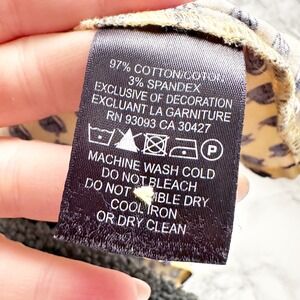 97% COTTON/COTON
3% SPANDEX
EXCLUSIVE OF DECORATION
EXCLUANT LA GARNITURE
RN 93093 CA 30427
P
MACHINE WASH COLD
DO NOT BLEACH
DO NOT DRY
COOL IRON
OR DRY CLEAN